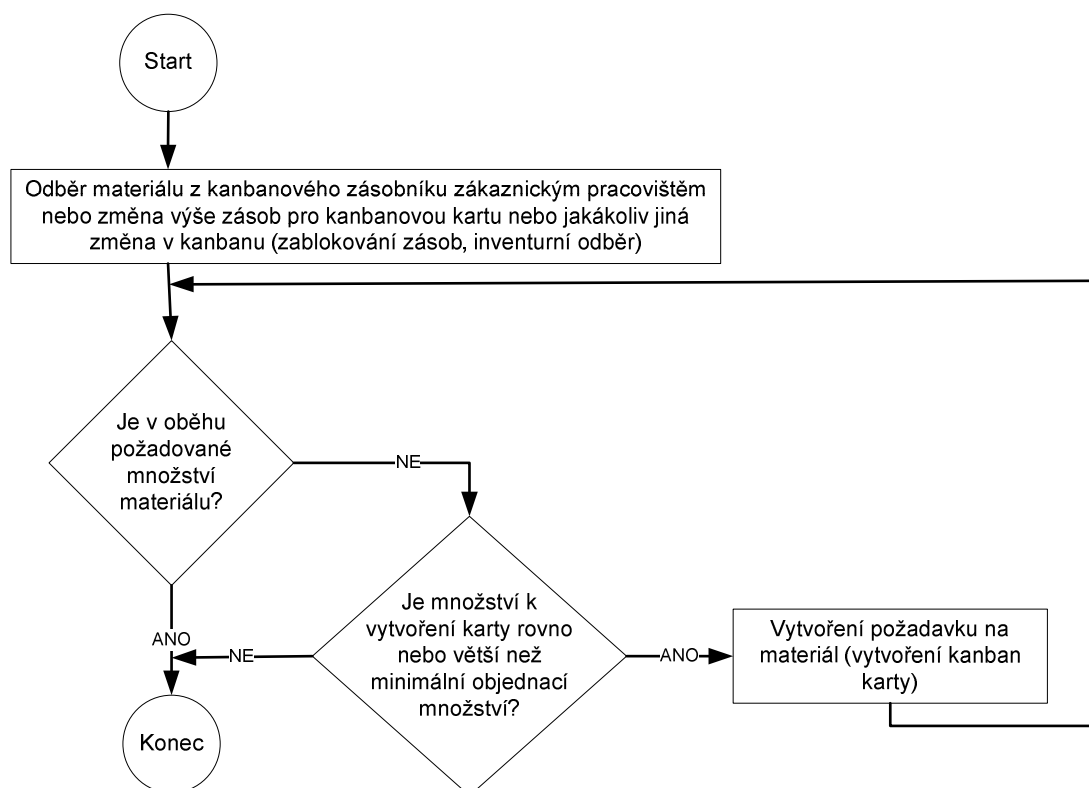 Start
Odběr materiálu z kanbanového zásobníku zákaznickým pracovištěm
nebo změna výše zásob pro kanbanovou kartu nebo jakákoliv jiná
změna v kanbanu (zablokování zásob, inventurní odběr)
Je v oběhu
požadované
množství
materiálu?
NE
Je množství k
vytvoření karty rovno
nebo větší než
minimální objednací
množství?
ANO
NE
ANO
Vytvoření požadavku na
materiál (vytvoření kanban
karty)
Konec